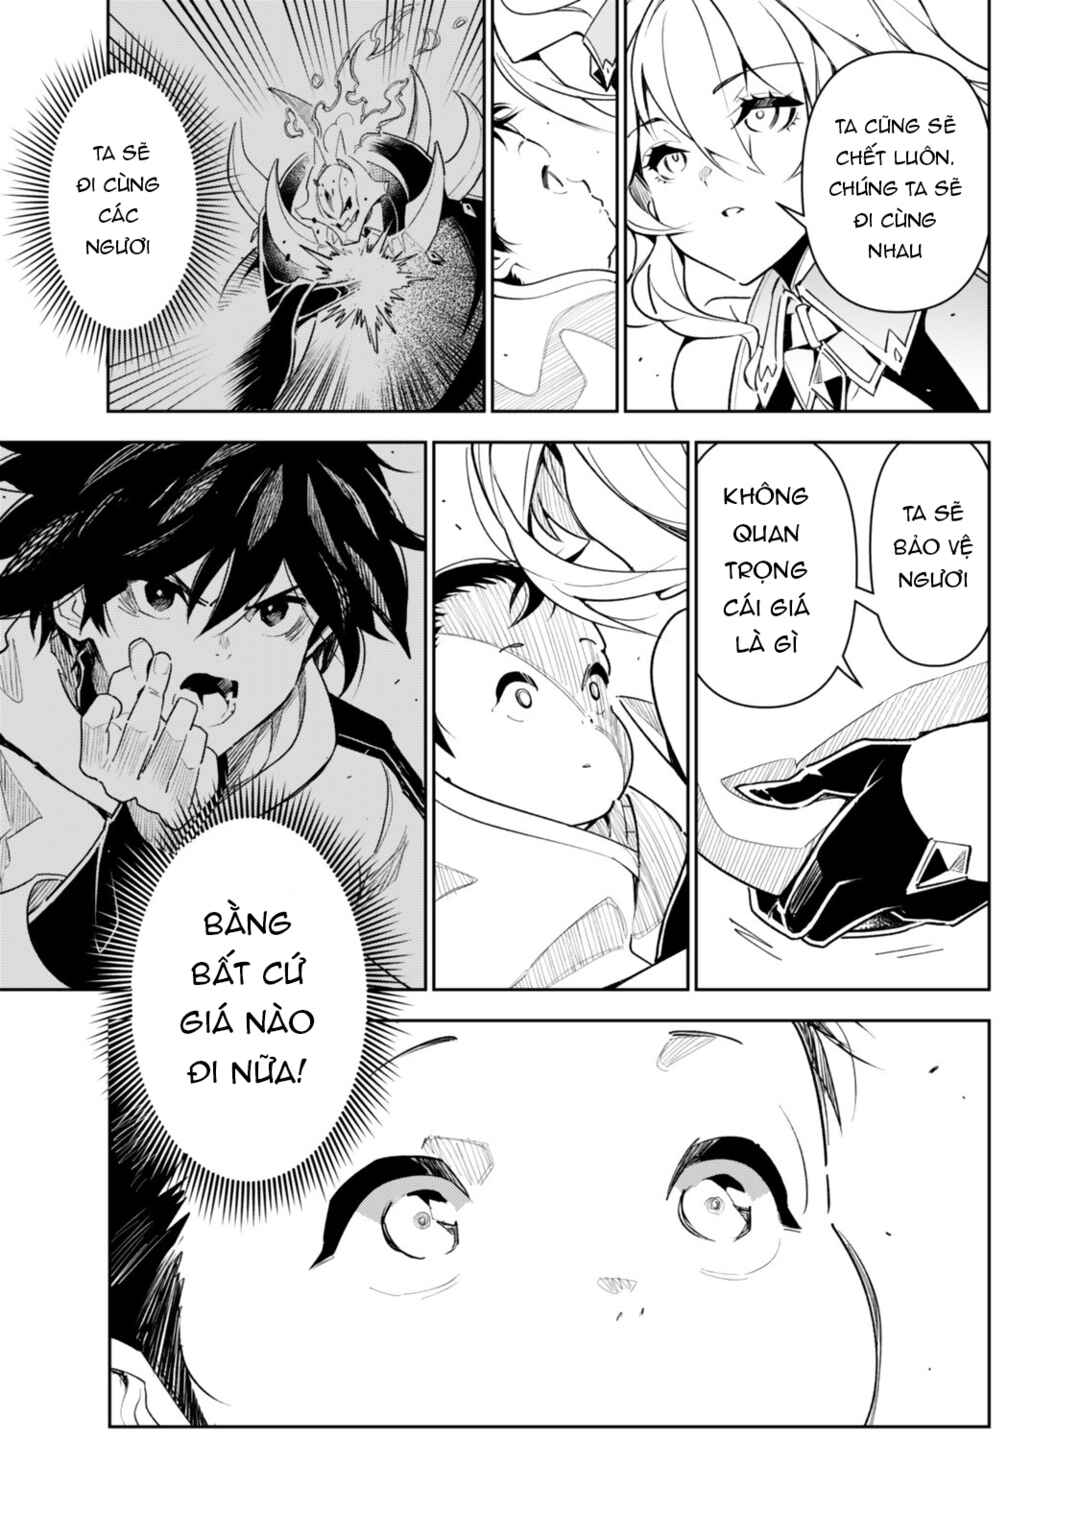 TA CŨNG SẼ
CHẾT LUÔN.
CHÚNG TA SẼ
ĐI CÙNG
NHAU
TA SẼ
ĐI CÙNG
CÁC
NGƯƠI
TA SẼ
BẢO VỆ
NGƯƠI
KHÔNG
QUAN
TRỌNG
CÁI GIÁ
LÀ GÌ
BẰNG
BẤT CỨ
GIÁ NÀO
ĐI NỮA!